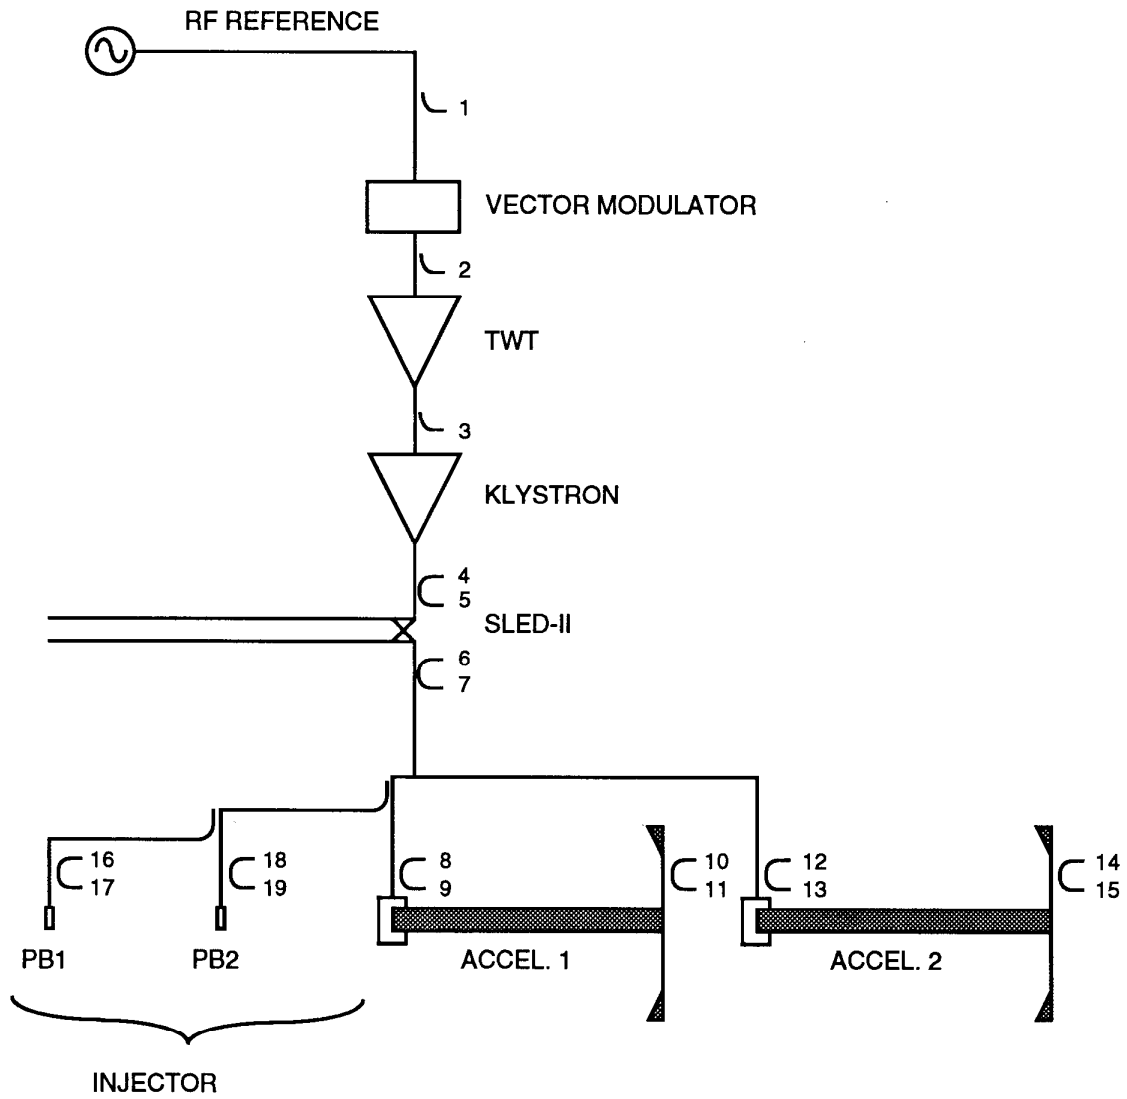 RF REFERENCE
1
VECTOR MODULATOR
2
TWT
3
KLYSTRON
4
5
SLED-II
6
7
16
17
18
19
8
9
10
11
12
13
14
15
PB1
PB2
ACCEL. 1
ACCEL. 2
INJECTOR